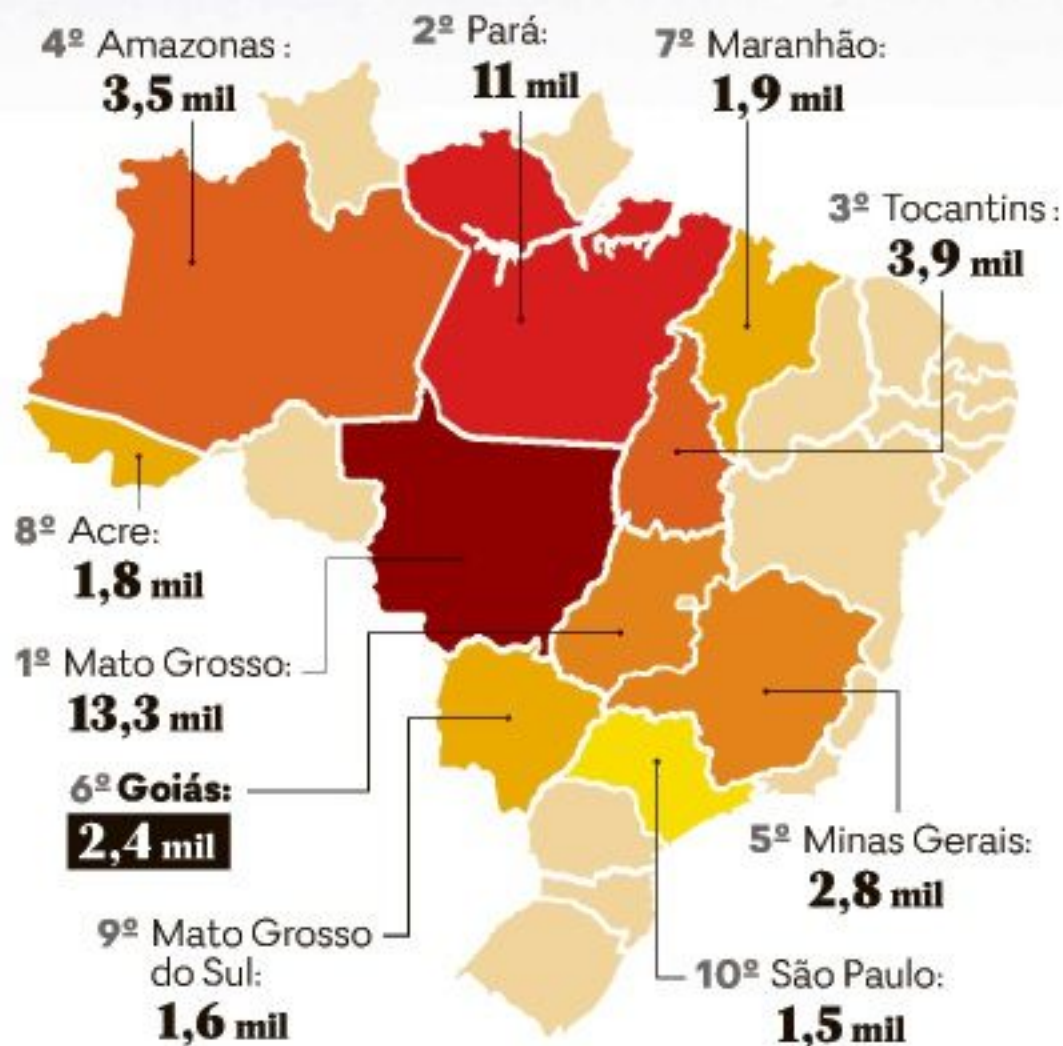 4º Amazonas :
3,5 mil
2º Pará:
11 mil
7º Maranhão:
1,9 mil
3º Tocantins :
3,9 mil
8º Acre:
1,8 mil
1º Mato Grosso:
13,3 mil
6º Goiás:
2,4 mil
5º Minas Gerais:
2,8 mil
9º Mato Grosso
do Sul:
1,6 mil
10º São Paulo:
1,5 mil